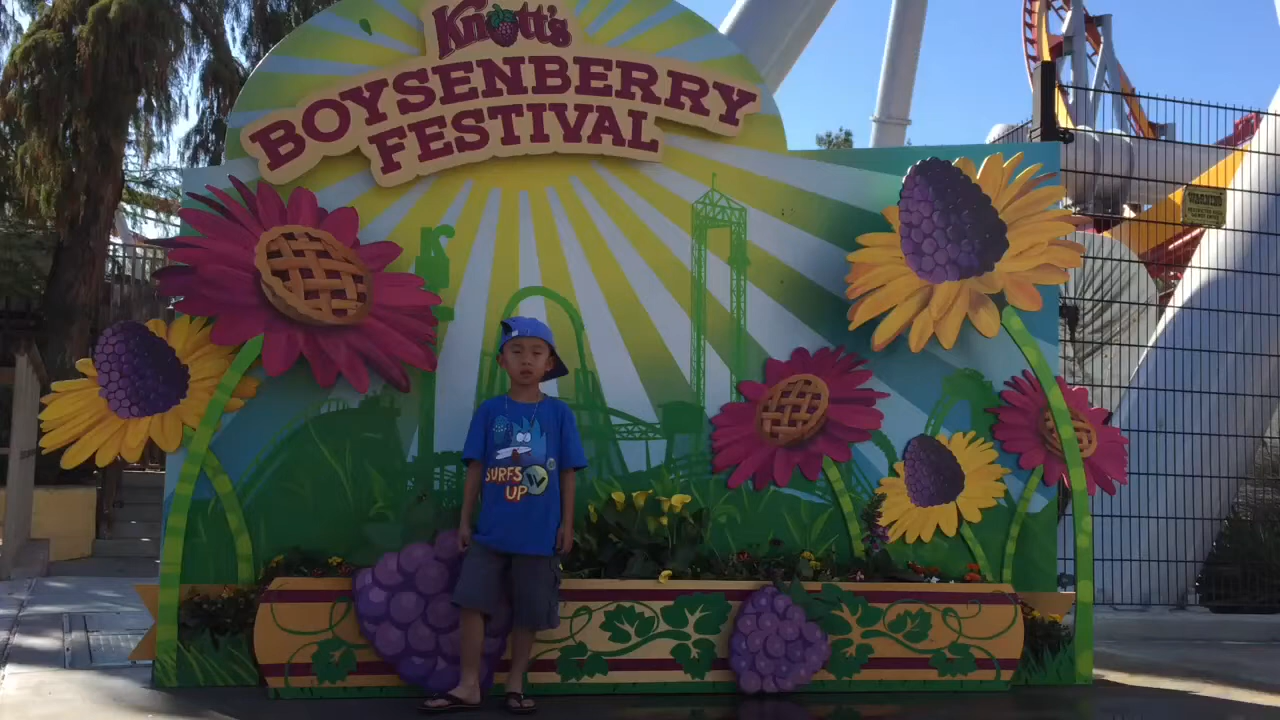 Knott's
BOYSENBERRY
FESTIVAL
K
WARNING
SURFS
UP
W